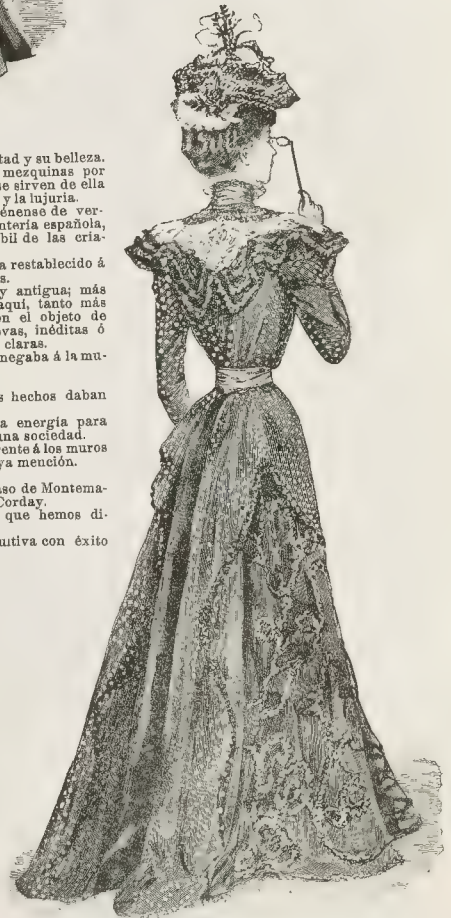 tad y su belleza.
mezquinas por
se sirven de ella
y la lujuria.
énense de ver-
ntería española,
bil de las cria-
a restablecido á
s.
y antigua; más
aquí, tanto más
n el objeto de
vas, inéditas ó
claras.
negaba á la mu-
s hechos daban
a energía para
una sociedad.
rente á los muros
ya mención.
aso de Montema-
Corday.
que hemos di-
uitiva con éxito